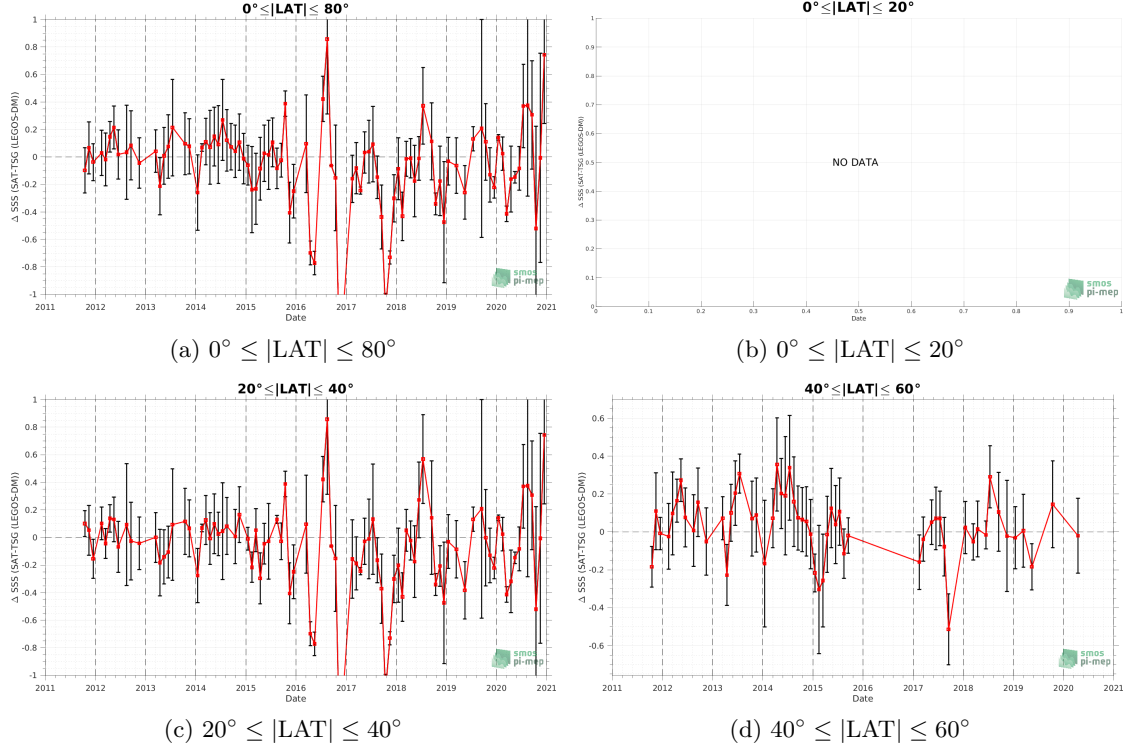 0°≤|LAT|≤ 80°
Δ SSS (SAT-TSG (LEGOS-DM))
1
0.8
0.6
0.4
0.2
0
-0.2
-0.4
-0.6
-0.8
-1
2011 2012 2013 2014 2015 2016 2017 2018 2019 2020 2021
Date
smos
pi-mep
(a) 0° ≤ |LAT| ≤ 80°
0°≤|LAT|≤ 20°
Δ SSS (SAT-TSG (LEGOS-DM))
1
0.9
0.8
0.7
0.6
0.5
0.4
0.3
0.2
0.1
0
NO DATA
0 0.1 0.2 0.3 0.4 0.5 0.6 0.7 0.8 0.9 1
Date
smos
pi-mep
(b) 0° ≤ |LAT| ≤ 20°
20°≤|LAT|≤ 40°
Δ SSS (SAT-TSG (LEGOS-DM))
1
0.8
0.6
0.4
0.2
0
-0.2
-0.4
-0.6
-0.8
-1
2011 2012 2013 2014 2015 2016 2017 2018 2019 2020 2021
Date
smos
pi-mep
(c) 20° ≤ |LAT| ≤ 40°
40°≤|LAT|≤ 60°
Δ SSS (SAT-TSG (LEGOS-DM))
0.6
0.4
0.2
0
-0.2
-0.4
-0.6
2011 2012 2013 2014 2015 2016 2017 2018 2019 2020 2021
Date
smos
pi-mep
(d) 40° ≤ |LAT| ≤ 60°